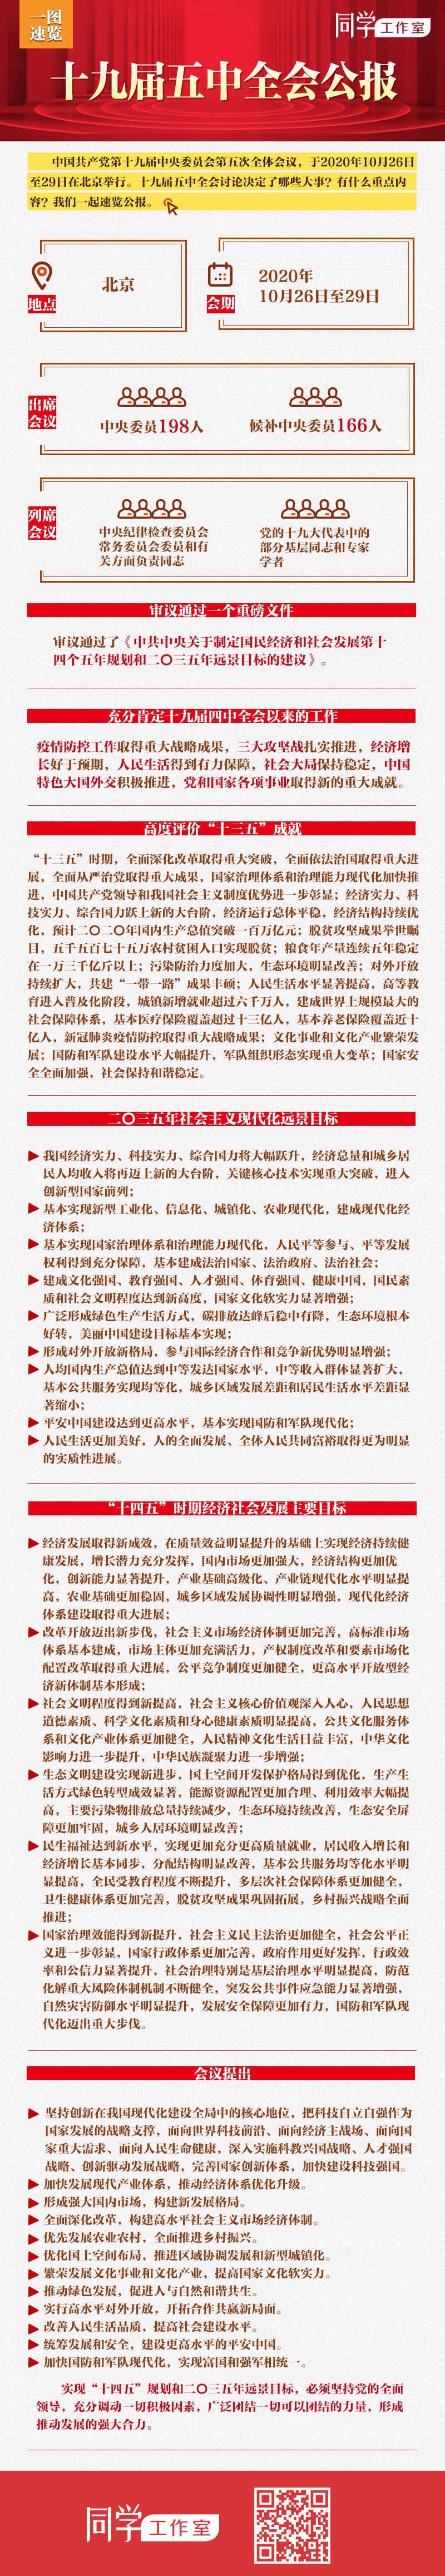 一图
速览
同学工作室
十九届五中全会公报
中国共产党第十九届中央委员会第五次全体会议，于2020年10月26日
至29日在北京举行。十九届五中全会讨论决定了哪些大事？有什么重点内
容？我们一起速览公报。
地点
北京
会期
2020年
10月26日至29日
出席
会议
中央委员198人
候补中央委员166人
列席
会议
中央纪律检查委员会
常务委员会委员和有
关方面负责同志
党的十九大代表中的
部分基层同志和专家
学者
审议通过一个重磅文件
审议通过了《中共中央关于制定国民经济和社会发展第十
四个五年规划和二〇三五年远景目标的建议》。
充分肯定十九届四中全会以来的工作
疫情防控工作取得重大战略成果，三大攻坚战扎实推进，经济增
长好于预期，人民生活得到有力保障，社会大局保持稳定，中国
特色大国外交积极推进，党和国家各项事业取得新的重大成就。
高度评价“十三五”成就
“十三五”时期，全面深化改革取得重大突破，全面依法治国取得重大进
展，全面从严治党取得重大成果，国家治理体系和治理能力现代化加快推
进，中国共产党领导和我国社会主义制度优势进一步彰显；经济实力、科
技实力、综合国力跃上新的大台阶，经济运行总体平稳，经济结构持续优
化，预计二〇二〇年国内生产总值突破一百万亿元；脱贫攻坚成果举世瞩
目，五千五百七十五万农村贫困人口实现脱贫；粮食年产量连续五年稳定
在一万三千亿斤以上；污染防治力度加大，生态环境明显改善；对外开放
持续扩大，共建“一带一路”成果丰硕；人民生活水平显著提高，高等教
育进入普及化阶段，城镇新增就业超过六千万人，建成世界上规模最大的
社会保障体系，基本医疗保险覆盖超过十三亿人，基本养老保险覆盖近十
亿人，新冠肺炎疫情防控取得重大战略成果；文化事业和文化产业繁荣发
展；国防和军队建设水平大幅提升，军队组织形态实现重大变革；国家安
全全面加强，社会保持和谐稳定。
二〇三五年社会主义现代化远景目标
我国经济实力、科技实力、综合国力将大幅跃升，经济总量和城乡居
民人均收入将再迈上新的大台阶，关键核心技术实现重大突破，进入
创新型国家前列；
基本实现新型工业化、信息化、城镇化、农业现代化，建成现代化经
济体系；
基本实现国家治理体系和治理能力现代化，人民平等参与、平等发展
权利得到充分保障，基本建成法治国家、法治政府、法治社会；
建成文化强国、教育强国、人才强国、体育强国、健康中国，国民素
质和社会文明程度达到新高度，国家文化软实力显著增强；
广泛形成绿色生产生活方式，碳排放达峰后稳中有降，生态环境根本
好转，美丽中国建设目标基本实现；
形成对外开放新格局，参与国际经济合作和竞争新优势明显增强；
人均国内生产总值达到中等发达国家水平，中等收入群体显著扩大，
基本公共服务实现均等化，城乡区域发展差距和居民生活水平差距显
著缩小；
平安中国建设达到更高水平，基本实现国防和军队现代化；
人民生活更加美好，人的全面发展、全体人民共同富裕取得更为明显
的实质性进展。
“十四五”时期经济社会发展主要目标
经济发展取得新成效，在质量效益明显提升的基础上实现经济持续健
康发展，增长潜力充分发挥，国内市场更加强大，经济结构更加优
化，创新能力显著提升，产业基础高级化、产业链现代化水平明显提
高，农业基础更加稳固，城乡区域发展协调性明显增强，现代化经济
体系建设取得重大进展；
改革开放迈出新步伐，社会主义市场经济体制更加完善，高标准市场
体系基本建成，市场主体更加充满活力，产权制度改革和要素市场化
配置改革取得重大进展，公平竞争制度更加健全，更高水平开放型经
济新体制基本形成；
社会文明程度得到新提高，社会主义核心价值观深入人心，人民思想
道德素质、科学文化素质和身心健康素质明显提高，公共文化服务体
系和文化产业体系更加健全，人民精神文化生活日益丰富，中华文化
影响力进一步提升，中华民族凝聚力进一步增强；
生态文明建设实现新进步，国土空间开发保护格局得到优化，生产生
活方式绿色转型成效显著，能源资源配置更加合理、利用效率大幅提
高，主要污染物排放总量持续减少，生态环境持续改善，生态安全屏
障更加牢固，城乡人居环境明显改善；
民生福祉达到新水平，实现更加充分更高质量就业，居民收入增长和
经济增长基本同步，分配结构明显改善，基本公共服务均等化水平明
显提高，全民受教育程度不断提升，多层次社会保障体系更加健全，
卫生健康体系更加完善，脱贫攻坚成果巩固拓展，乡村振兴战略全面
推进；
国家治理效能得到新提升，社会主义民主法治更加健全，社会公平正
义进一步彰显，国家行政体系更加完善，政府作用更好发挥，行政效
率和公信力显著提升，社会治理特别是基层治理水平明显提高，防范
化解重大风险体制机制不断健全，突发公共事件应急能力显著增强，
自然灾害防御水平明显提升，发展安全保障更加有力，国防和军队现
代化迈出重大步伐。
会议提出
坚持创新在我国现代化建设全局中的核心地位，把科技自立自强作为
国家发展的战略支撑，面向世界科技前沿、面向经济主战场、面向国
家重大需求、面向人民生命健康，深入实施科教兴国战略、人才强国
战略、创新驱动发展战略，完善国家创新体系，加快建设科技强国。
加快发展现代产业体系，推动经济体系优化升级。
形成强大国内市场，构建新发展格局。
全面深化改革，构建高水平社会主义市场经济体制。
优先发展农业农村，全面推进乡村振兴。
优化国土空间布局，推进区域协调发展和新型城镇化。
繁荣发展文化事业和文化产业，提高国家文化软实力。
推动绿色发展，促进人与自然和谐共生。
实行高水平对外开放，开拓合作共赢新局面。
改善人民生活品质，提高社会建设水平。
统筹发展和安全，建设更高水平的平安中国。
加快国防和军队现代化，实现富国和强军相统一。
实现“十四五”规划和二〇三五年远景目标，必须坚持党的全面
领导，充分调动一切积极因素，广泛团结一切可以团结的力量，形成
推动发展的强大合力。
同学工作室